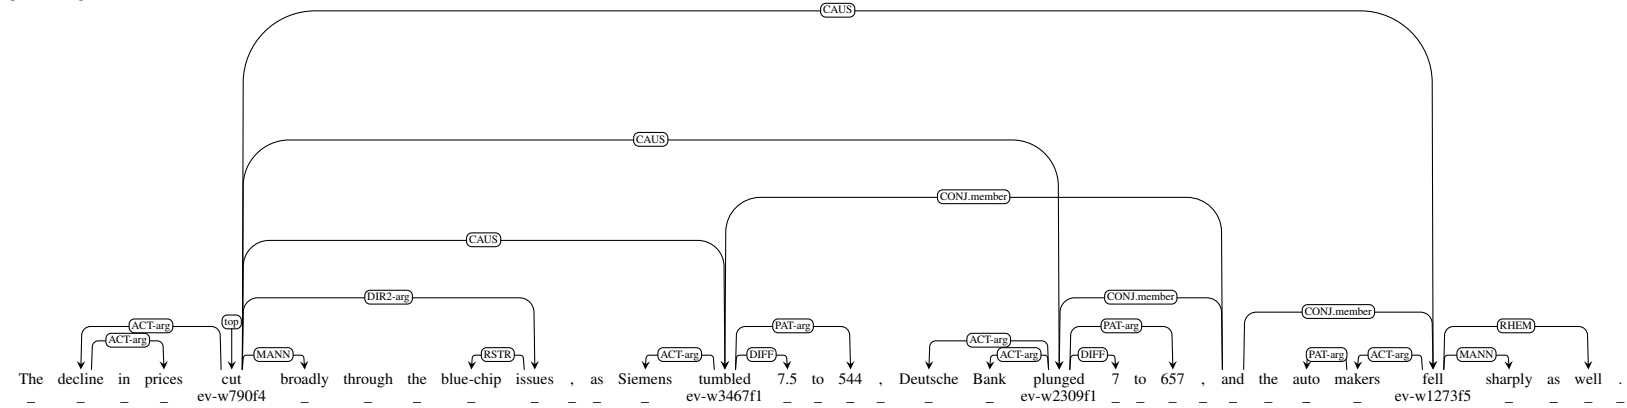 CAUS
CAUS
CONJ.member
CAUS
DIR2-arg CONJ.member
CONJ.member
ACT-arg top PAT-arg PAT-arg RHEM
ACT-arg ACT-arg
MANN RSTR ACT-arg DIFF ACT-arg DIFF PAT-arg ACT-arg MANN
The decline in prices cut broadly through the blue-chip issues , as Siemens tumbled 7.5 to 544 , Deutsche Bank plunged 7 to 657 , and the auto makers fell sharply as well .
_ _ _ _ ev-w790f4 _ _ _ _ _ _ _ _ ev-w3467f1 _ _ _ _ _ _ ev-w2309f1 _ _ _ _ _ _ _ _ ev-w1273f5 _ _ _ _